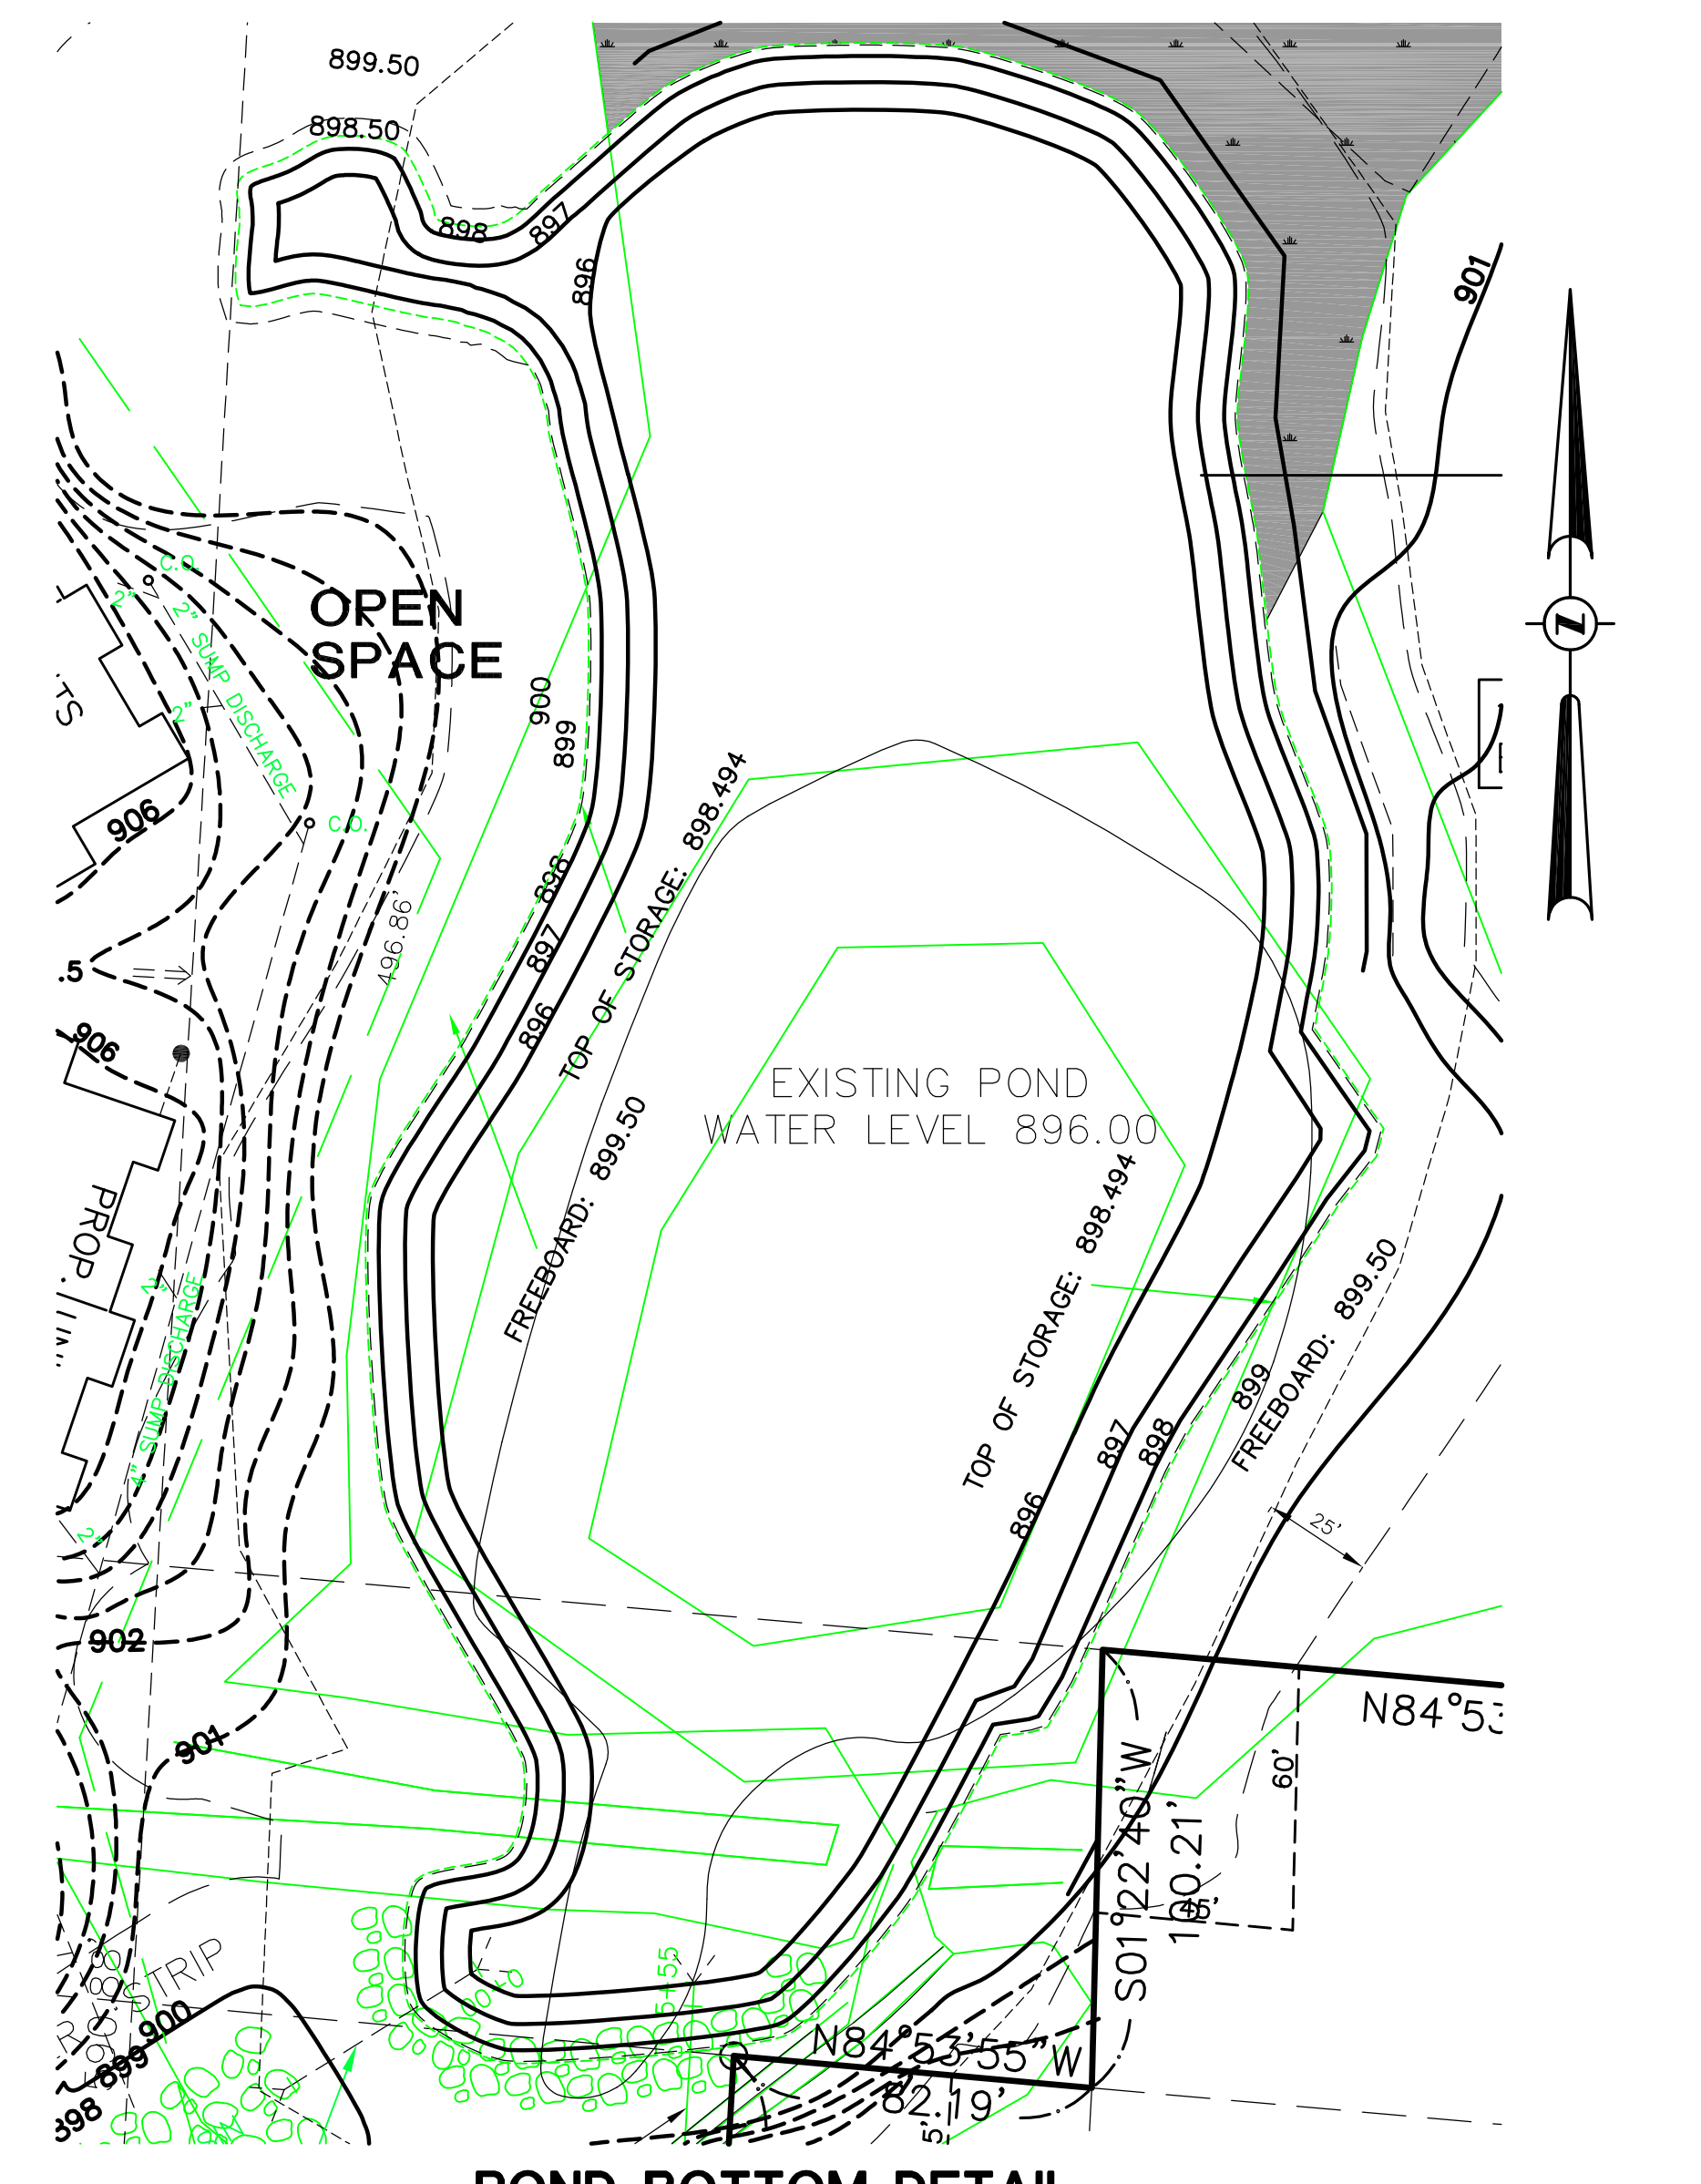 899.50
898.50
898
897
896
901
C.O.
2"
2" SUMP DISCHARGE
2"
OPEN
SPACE
900
899
N
906
C.O.
TOP OF STORAGE: 898.494
898
496.86'
897
.5
896
906
EXISTING POND
WATER LEVEL 896.00
FREEBOARD: 899.50
TOP OF STORAGE: 898.494
PROP.
2"
4" SUMP DISCHARGE
FREEBOARD: 899.50
899
897
898
896
25'
2"
902
901
N84°53'
60'
S01°22'40"W
100.21'
45'
STRIP
5+55
900
899
898
N84°53'55"W
82.19'
5'
POND BOTTOM DETAIL